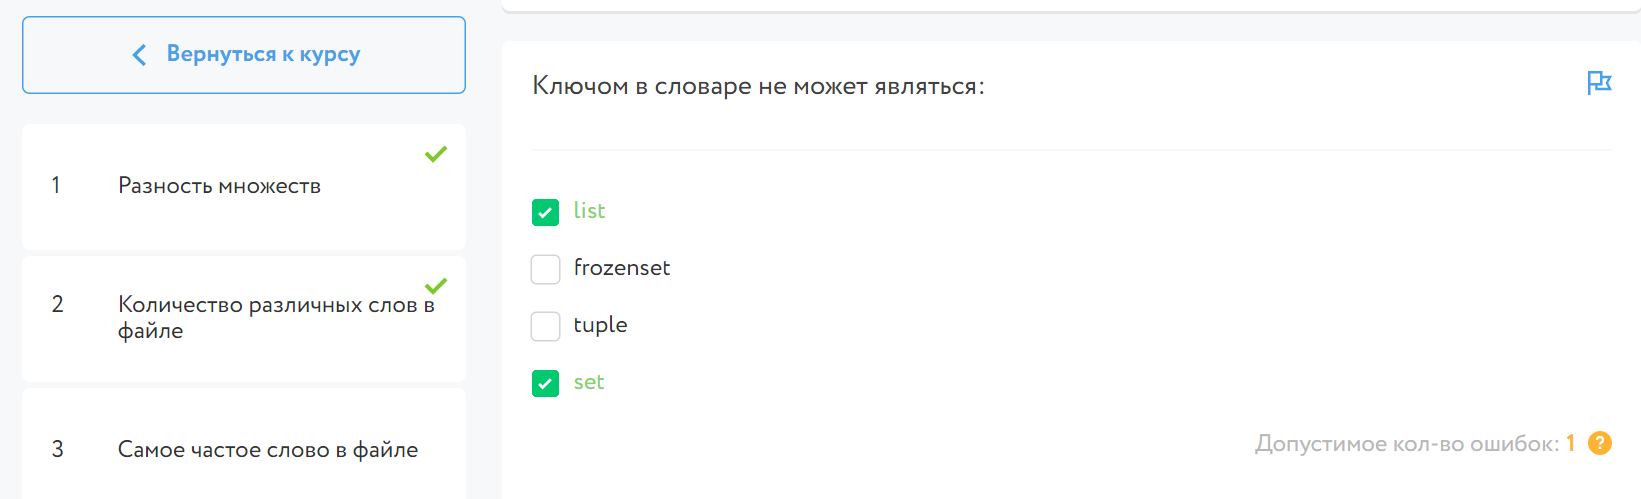 Вернуться к курсу
1 Разность множеств
2 Количество различных слов в
файле
3 Самое частое слово в файле
Ключом в словаре не может являться:
list
frozenset
tuple
set
Допустимое кол-во ошибок: 1 ?